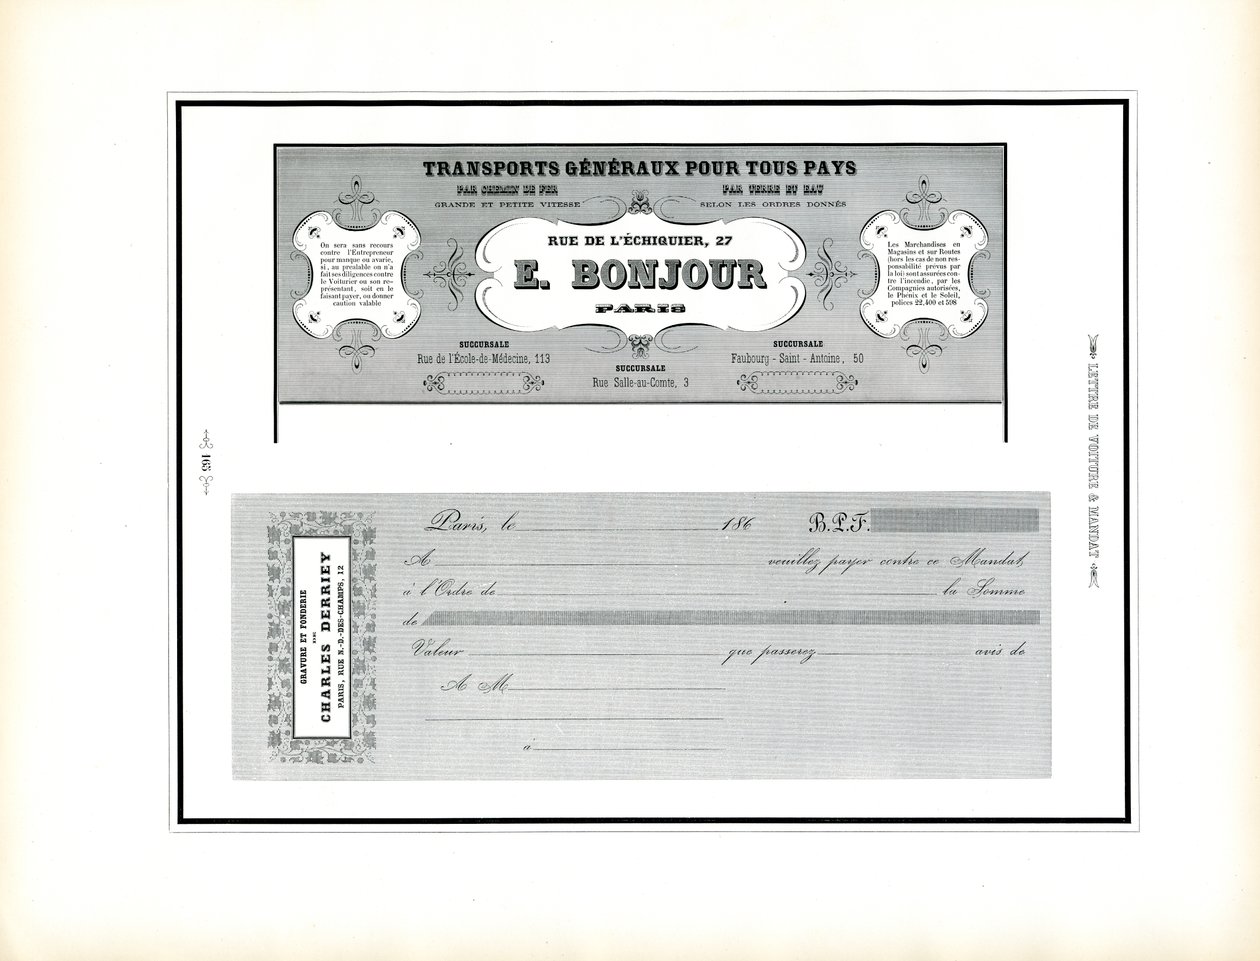 TRANSPORTS GÉNÉRAUX POUR TOUS PAYS
PAR CHEMIN DE FER
GRANDE ET PETITE VITESSE
PAR TERRE ET EAU
SELON LES ORDRES DONNÉS
On sera sans recours
contre l'Entrepreneur
pour manque ou avarie,
si, au préalable on n'a
fait ses diligences contre
le Voiturier ou son re-
présentant, soit en le
faisant payer, ou donner
caution valable
RUE DE L'ÉCHIQUIER, 27
E. BONJOUR
PARIS
Les Marchandises en
Magasins et sur Routes
(hors les cas de non res-
ponsabilité prévus par
la loi) sont assurées con-
tre l'incendie, par les
Compagnies autorisées,
le Phénix et le Soleil,
polices 22,400 et 598
SUCCURSALE
Rue de l'École-de-Médecine, 113
SUCCURSALE
Rue Salle-au-Comte, 3
SUCCURSALE
Faubourg - Saint - Antoine, 50
165
LETTRE DE VOITURE & MANDAT
GRAVURE ET FONDERIE
DE
CHARLES DERRIEY
PARIS, RUE N.-D.-DES-CHAMPS, 12
Paris, le 186 B.P.F.
A veuillez payer contre ce Mandat,
à l'Ordre de la Somme
de
Valeur que passerez avis de
A M.
à